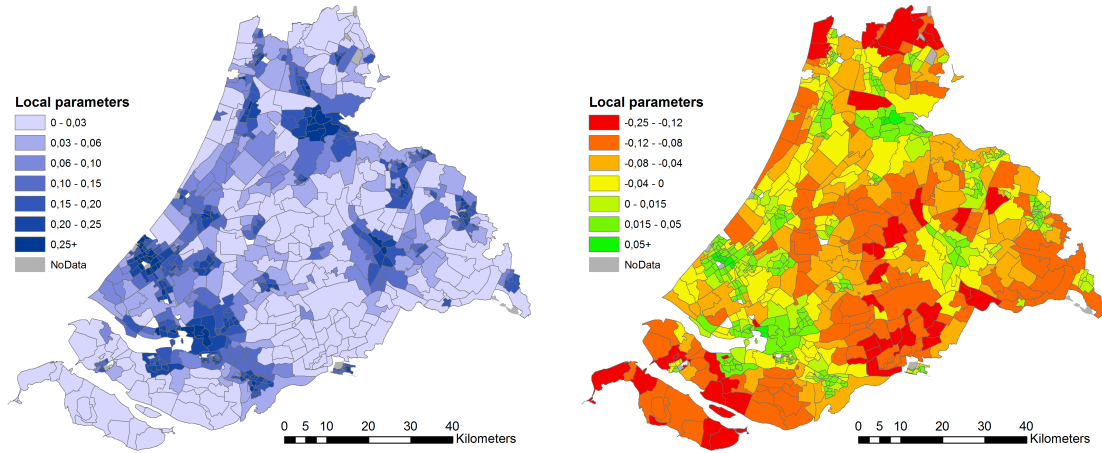 Local parameters
0 - 0,03
0,03 - 0,06
0,06 - 0,10
0,10 - 0,15
0,15 - 0,20
0,20 - 0,25
0,25+
NoData
0 5 10 20 30 40
Kilometers
Local parameters
-0,25 - -0,12
-0,12 - -0,08
-0,08 - -0,04
-0,04 - 0
0 - 0,015
0,015 - 0,05
0,05+
NoData
0 5 10 20 30 40
Kilometers